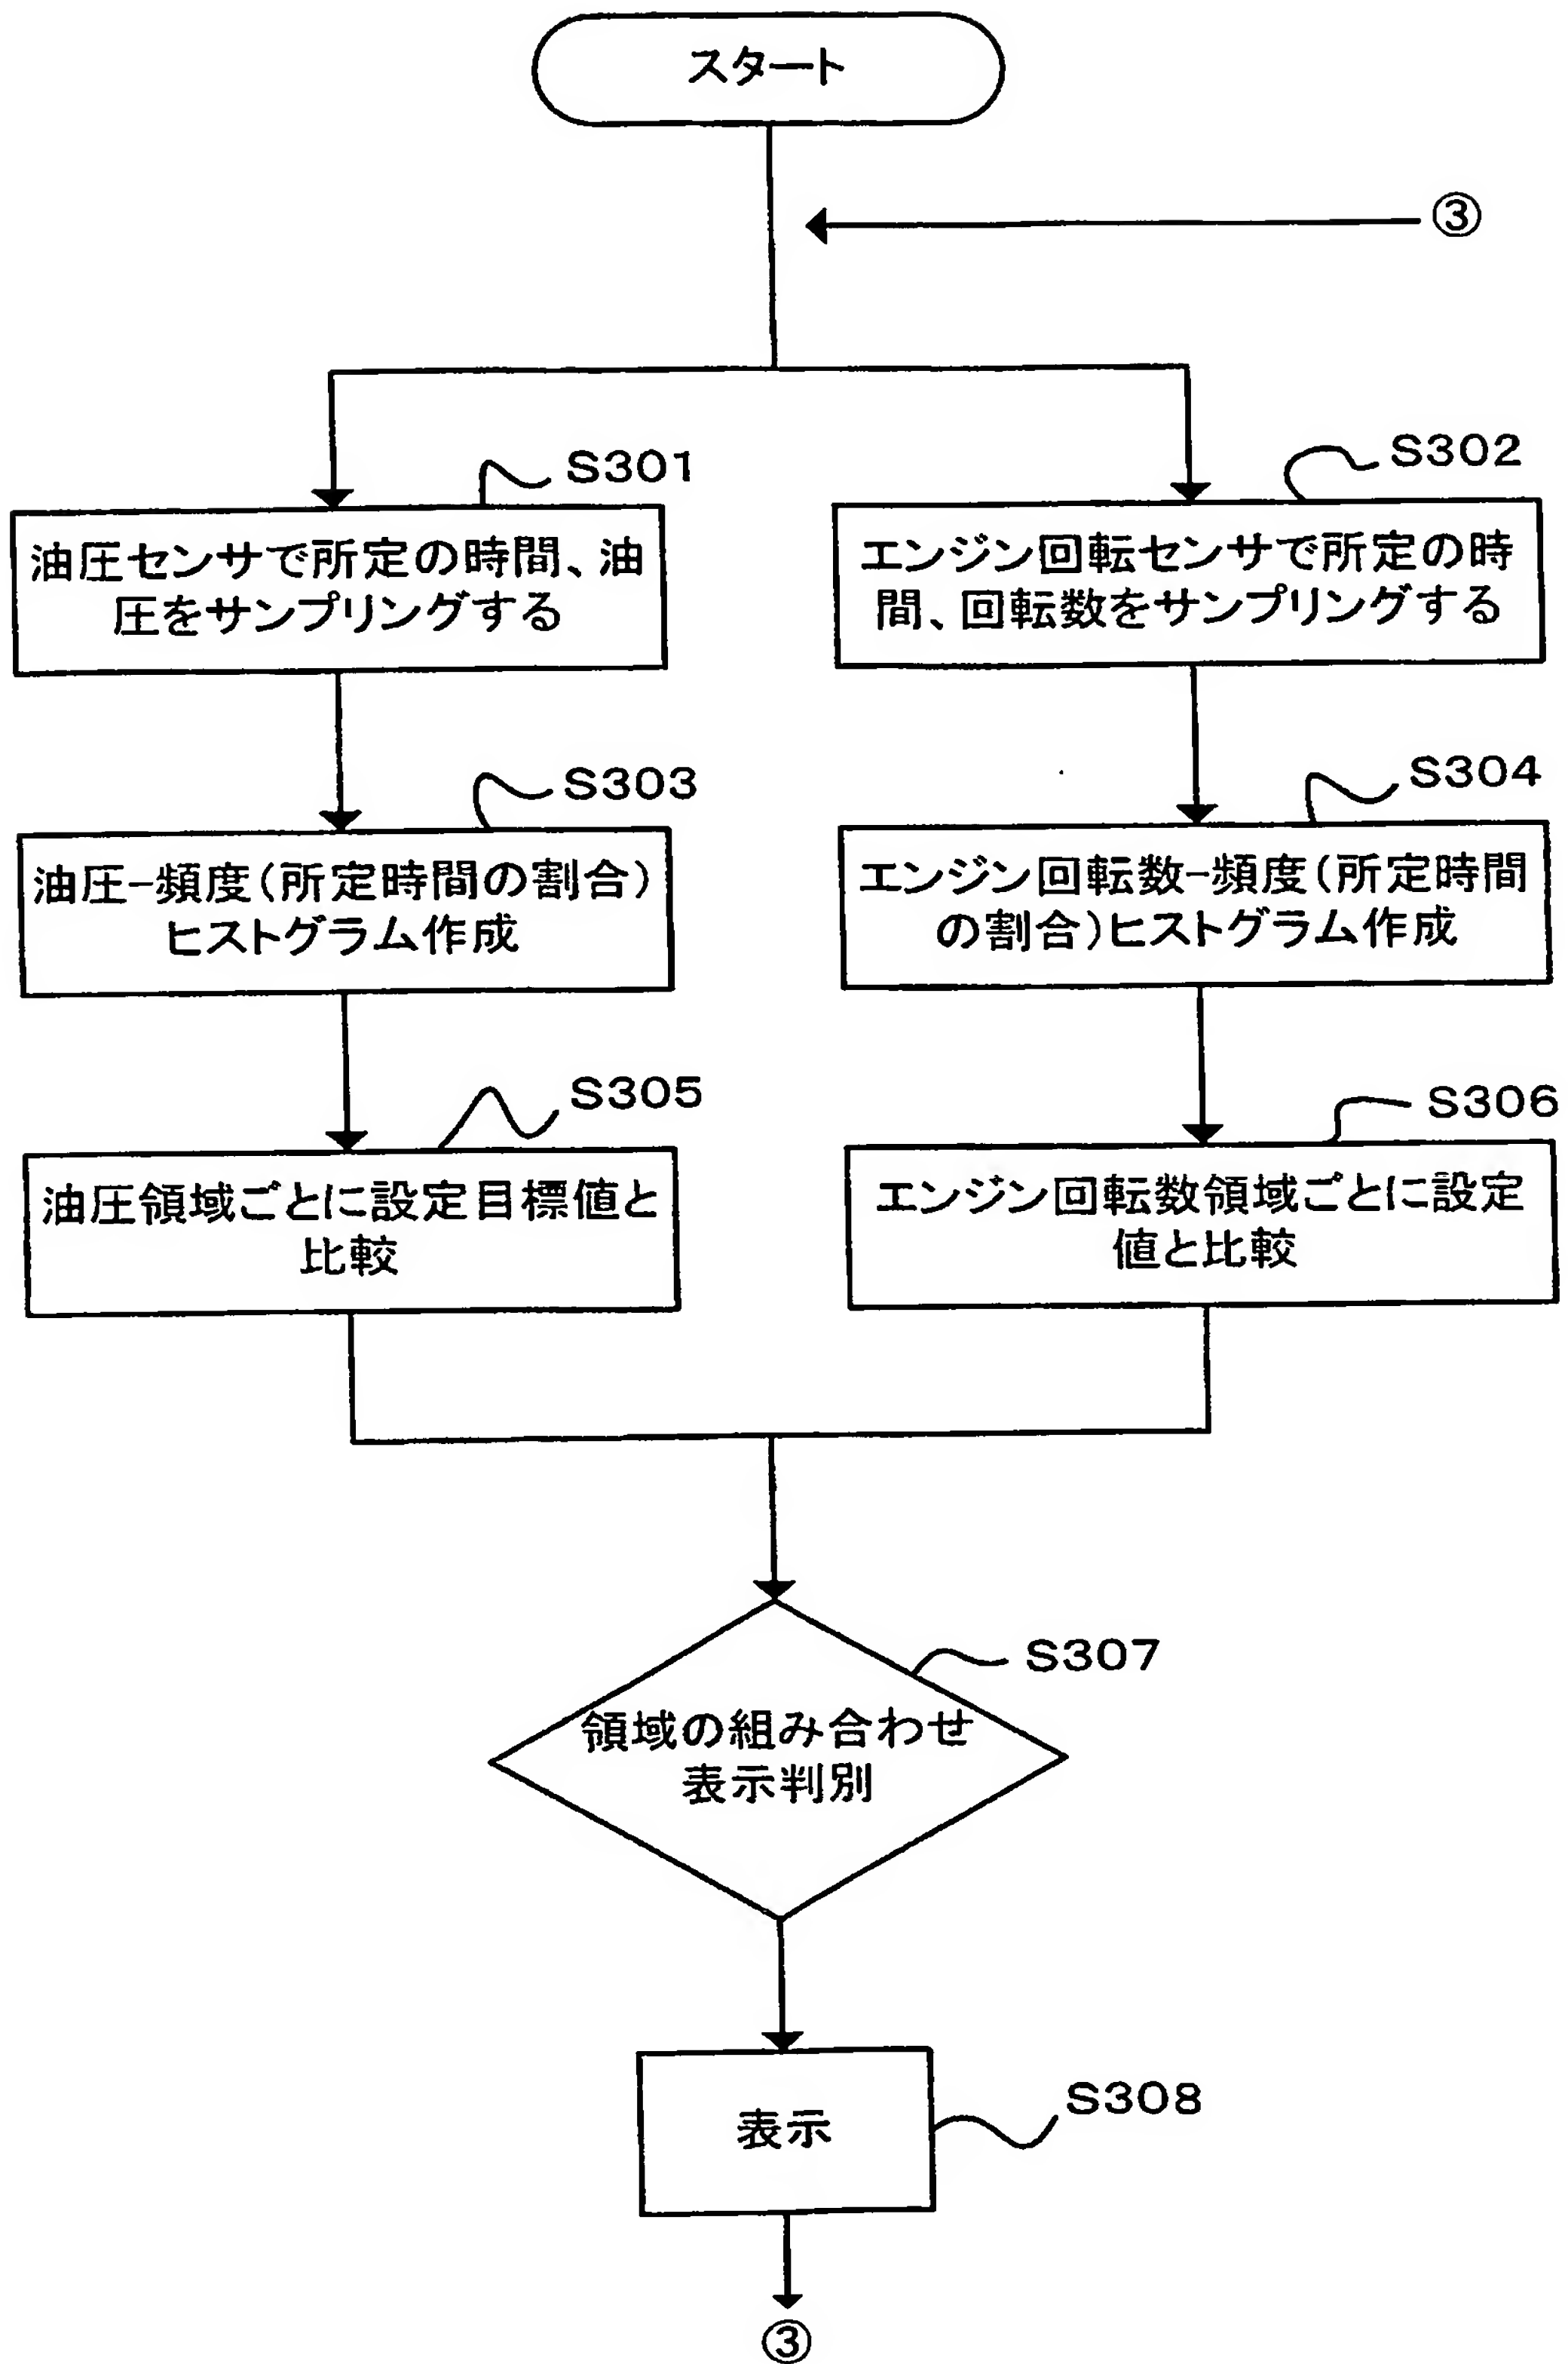 スタート
③
S301
油圧センサで所定の時間、油
圧をサンプリングする
S302
エンジン回転センサで所定の時
間、回転数をサンプリングする
S303
油圧-頻度(所定時間の割合)
ヒストグラム作成
S304
エンジン回転数-頻度(所定時間
の割合)ヒストグラム作成
S305
油圧領域ごとに設定目標値と
比較
S306
エンジン回転数領域ごとに設定
値と比較
S307
領域の組み合わせ
表示判別
S308
表示
③